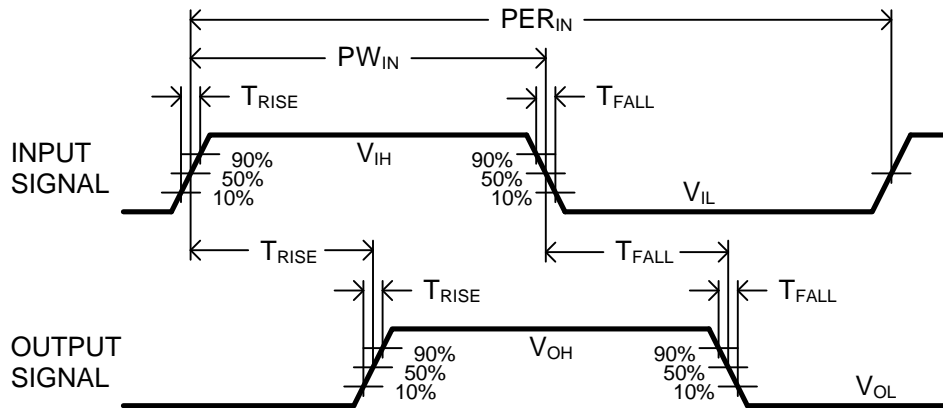 PER_IN
PW_IN
T_RISE
T_FALL
INPUT
SIGNAL
V_IH
90%
50%
10%
90%
50%
10%
V_IL
T_RISE
T_FALL
T_RISE
T_FALL
OUTPUT
SIGNAL
V_OH
90%
50%
10%
90%
50%
10%
V_OL